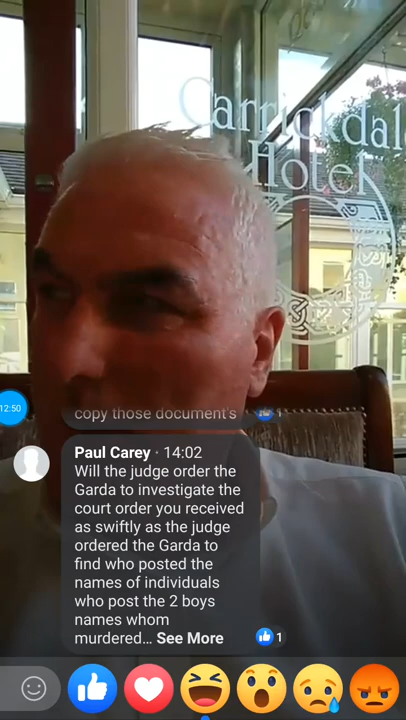 Carrickdal
Hotel
12:50
copy those document's
1
Paul Carey · 14:02
Will the judge order the
Garda to investigate the
court order you received
as swiftly as the judge
ordered the Garda to
find who posted the
names of individuals
who post the 2 boys
names whom
murdered... See More
1